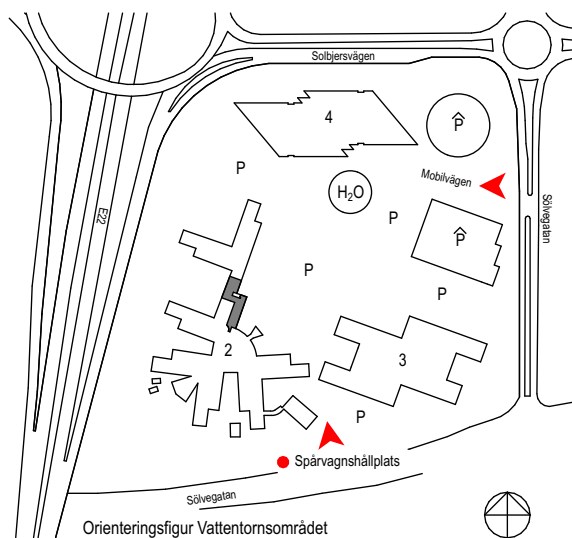 Solbjersvägen
4
P
P
H₂O
Mobilvägen
P
P
Sölvegatan
E22
P
P
2
3
P
Spårvagnshållplats
Sölvegatan
Orienteringsfigur Vattentornsområdet